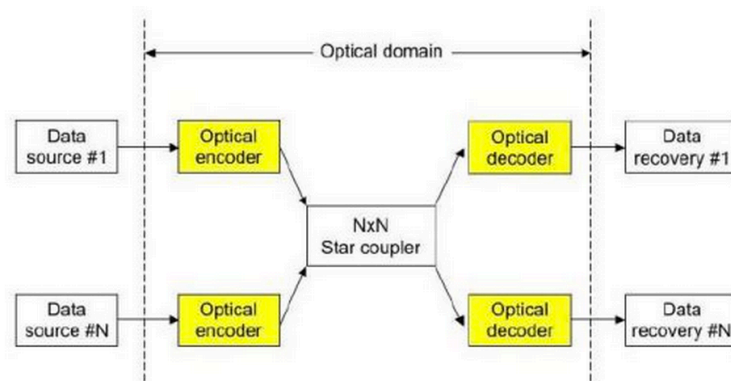 Optical domain
Data
source #1
Optical
encoder
Optical
decoder
Data
recovery #1
NxN
Star coupler
Data
source #N
Optical
encoder
Optical
decoder
Data
recovery #N